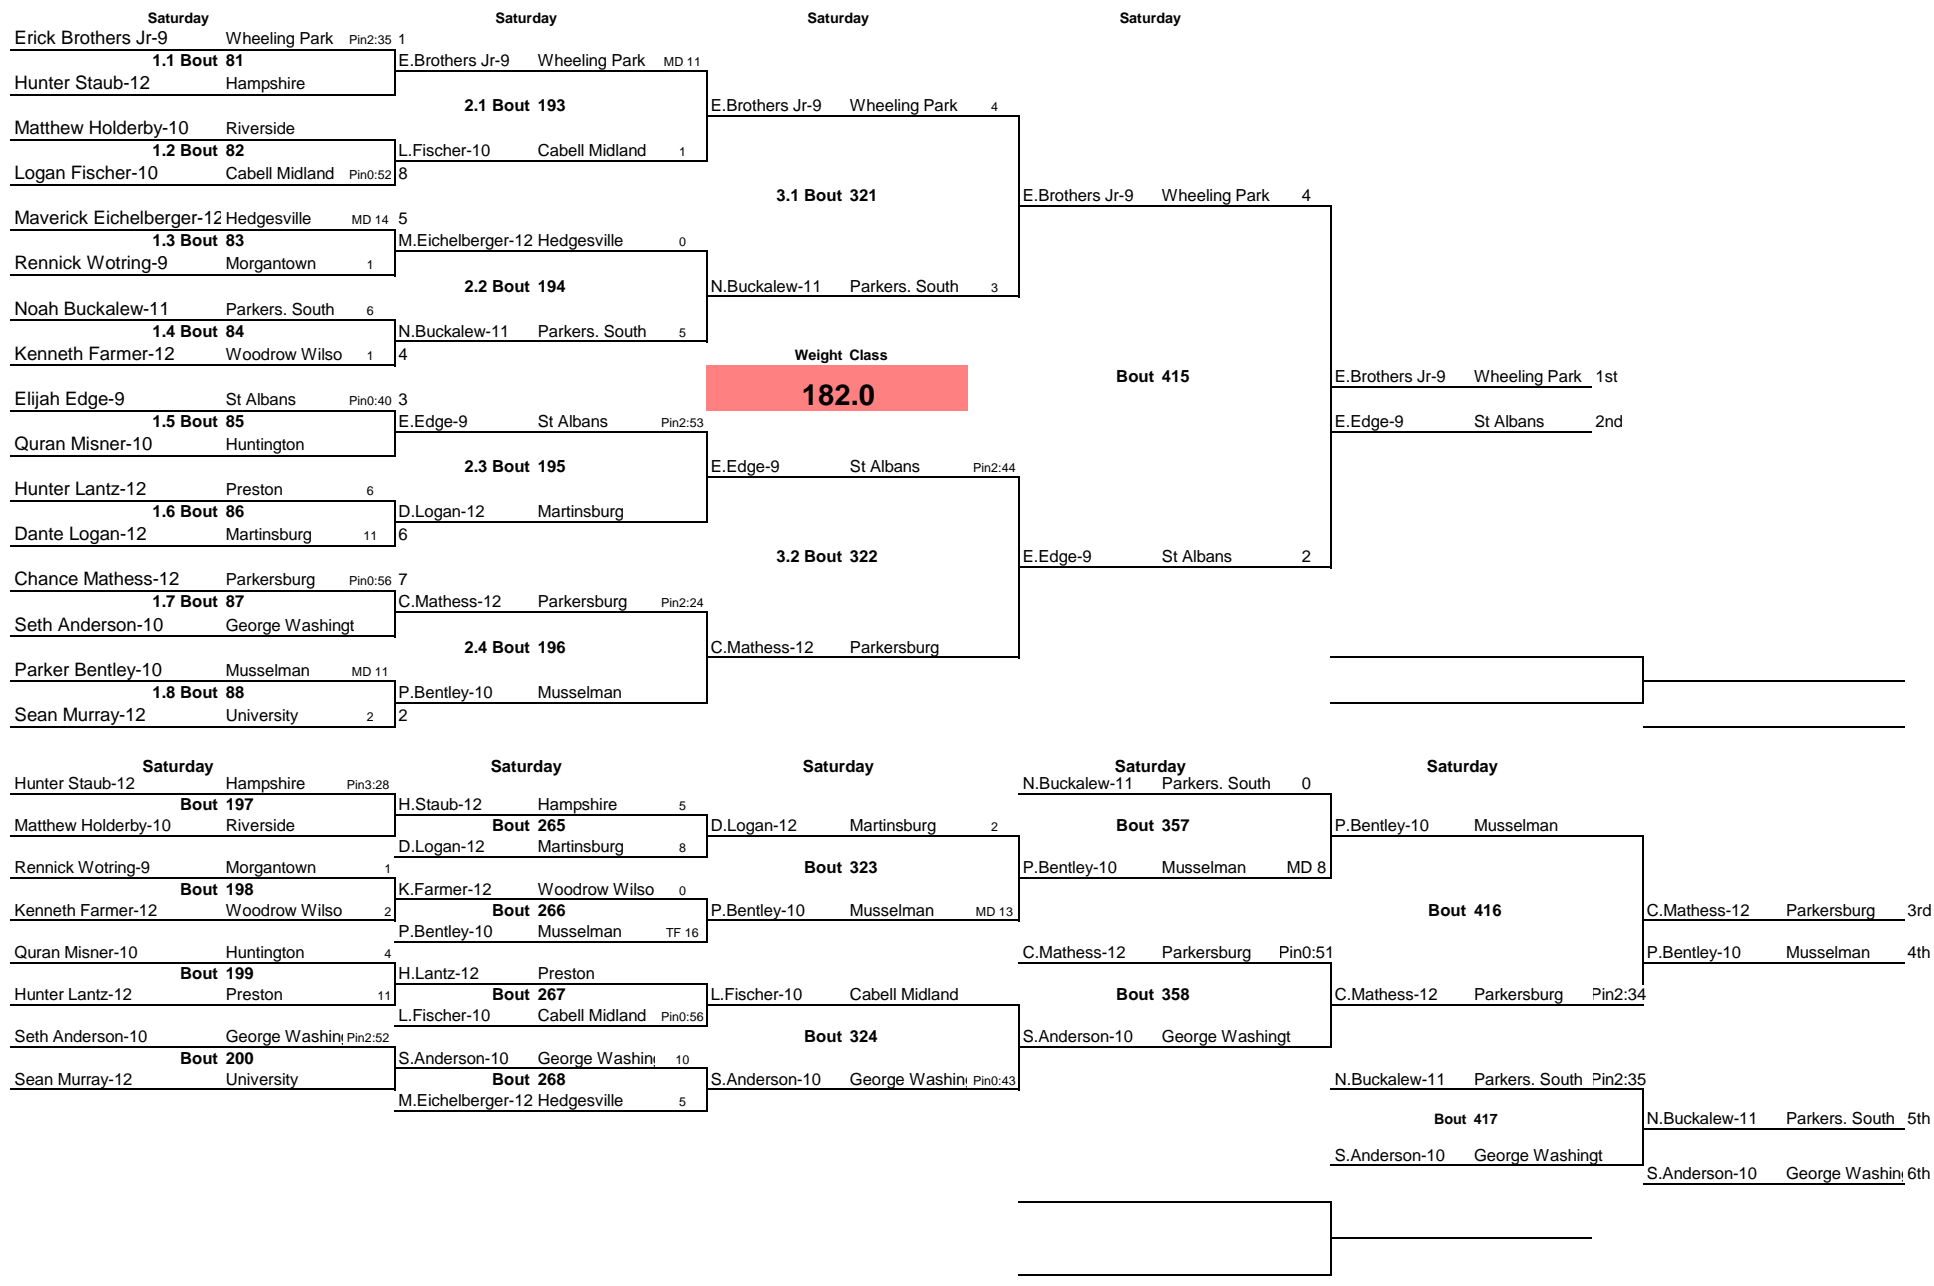 Saturday Saturday Saturday Saturday
Erick Brothers Jr-9 Wheeling Park Pin2:35 1
1.1 Bout 81 E.Brothers Jr-9 Wheeling Park MD 11
Hunter Staub-12 Hampshire
2.1 Bout 193 E.Brothers Jr-9 Wheeling Park 4
Matthew Holderby-10 Riverside
1.2 Bout 82 L.Fischer-10 Cabell Midland 1
Logan Fischer-10 Cabell Midland Pin0:52 8
3.1 Bout 321 E.Brothers Jr-9 Wheeling Park 4
Maverick Eichelberger-12 Hedgesville MD 14 5
1.3 Bout 83 M.Eichelberger-12 Hedgesville 0
Rennick Wotring-9 Morgantown 1
2.2 Bout 194 N.Buckalew-11 Parkers. South 3
Noah Buckalew-11 Parkers. South 6
1.4 Bout 84 N.Buckalew-11 Parkers. South 5
Kenneth Farmer-12 Woodrow Wilso 1 4 Weight Class
Bout 415 E.Brothers Jr-9 Wheeling Park 1st
Elijah Edge-9 St Albans Pin0:40 3 182.0
1.5 Bout 85 E.Edge-9 St Albans Pin2:53 E.Edge-9 St Albans 2nd
Quran Misner-10 Huntington
2.3 Bout 195 E.Edge-9 St Albans Pin2:44
Hunter Lantz-12 Preston 6
1.6 Bout 86 D.Logan-12 Martinsburg
Dante Logan-12 Martinsburg 11 6
3.2 Bout 322 E.Edge-9 St Albans 2
Chance Mathess-12 Parkersburg Pin0:56 7
1.7 Bout 87 C.Mathess-12 Parkersburg Pin2:24
Seth Anderson-10 George Washingt
2.4 Bout 196 C.Mathess-12 Parkersburg
Parker Bentley-10 Musselman MD 11
1.8 Bout 88 P.Bentley-10 Musselman
Sean Murray-12 University 2 2
Saturday Saturday Saturday Saturday Saturday
Hunter Staub-12 Hampshire Pin3:28 N.Buckalew-11 Parkers. South 0
Bout 197 H.Staub-12 Hampshire 5
Matthew Holderby-10 Riverside Bout 265 D.Logan-12 Martinsburg 2 Bout 357 P.Bentley-10 Musselman
D.Logan-12 Martinsburg 8
Rennick Wotring-9 Morgantown 1 Bout 323 P.Bentley-10 Musselman MD 8
Bout 198 K.Farmer-12 Woodrow Wilso 0
Kenneth Farmer-12 Woodrow Wilso 2 Bout 266 P.Bentley-10 Musselman MD 13 Bout 416 C.Mathess-12 Parkersburg 3rd
P.Bentley-10 Musselman TF 16
Quran Misner-10 Huntington 4 C.Mathess-12 Parkersburg Pin0:51 P.Bentley-10 Musselman 4th
Bout 199 H.Lantz-12 Preston
Hunter Lantz-12 Preston 11 Bout 267 L.Fischer-10 Cabell Midland Bout 358 C.Mathess-12 Parkersburg Pin2:34
L.Fischer-10 Cabell Midland Pin0:56
Seth Anderson-10 George Washin Pin2:52 Bout 324 S.Anderson-10 George Washingt
Bout 200 S.Anderson-10 George Washin 10
Sean Murray-12 University Bout 268 S.Anderson-10 George Washin Pin0:43 N.Buckalew-11 Parkers. South Pin2:35
M.Eichelberger-12 Hedgesville 5
Bout 417 N.Buckalew-11 Parkers. South 5th
S.Anderson-10 George Washingt
S.Anderson-10 George Washin 6th